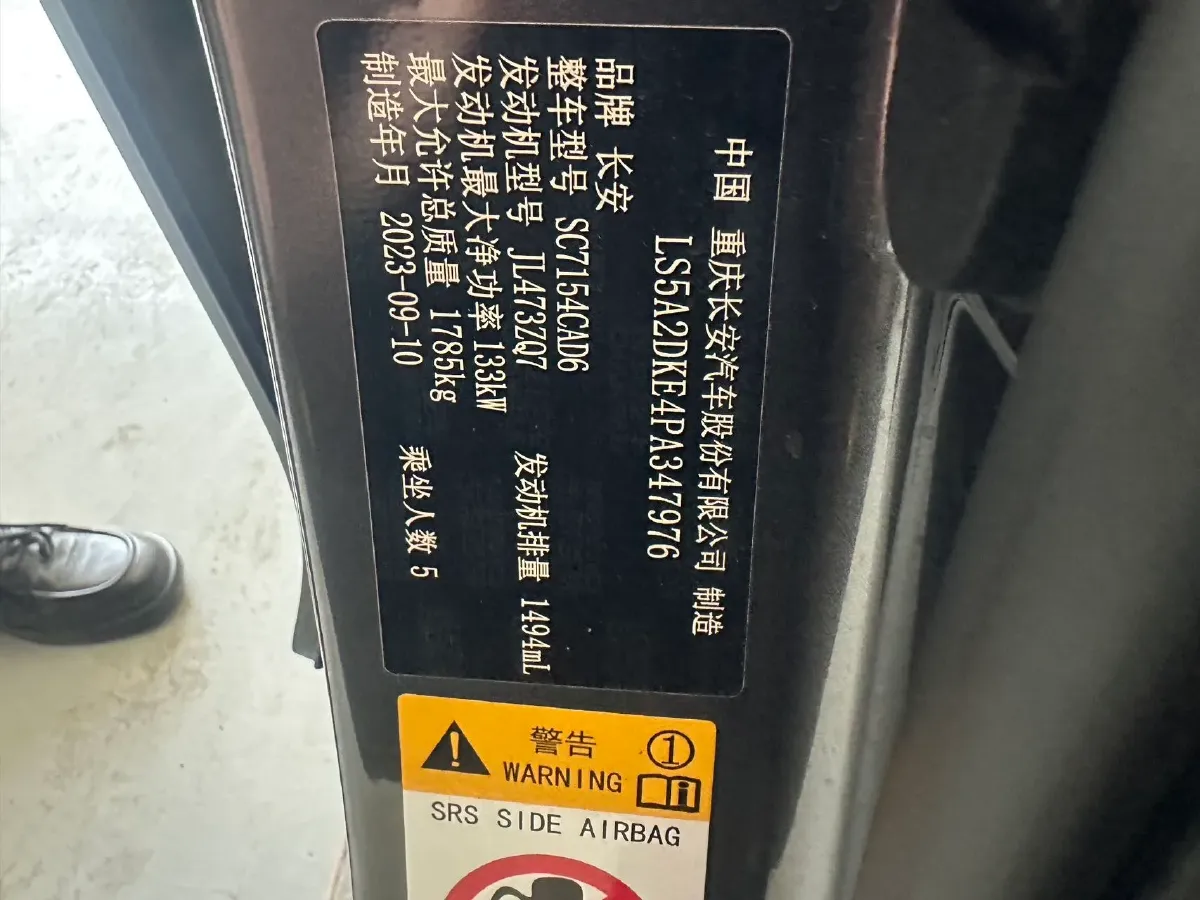 中国 重庆长安汽车股份有限公司 制造
LS5A2DKE4PA347976
品牌 长安
整车型号 SC7154CAD6
发动机型号 JL473ZQ7 发动机排量 1494mL
发动机最大净功率 133kW
最大允许总质量 1785kg
制造年月 2023-09-10 乘坐人数 5
警告 ①
WARNING i
SRS SIDE AIRBAG